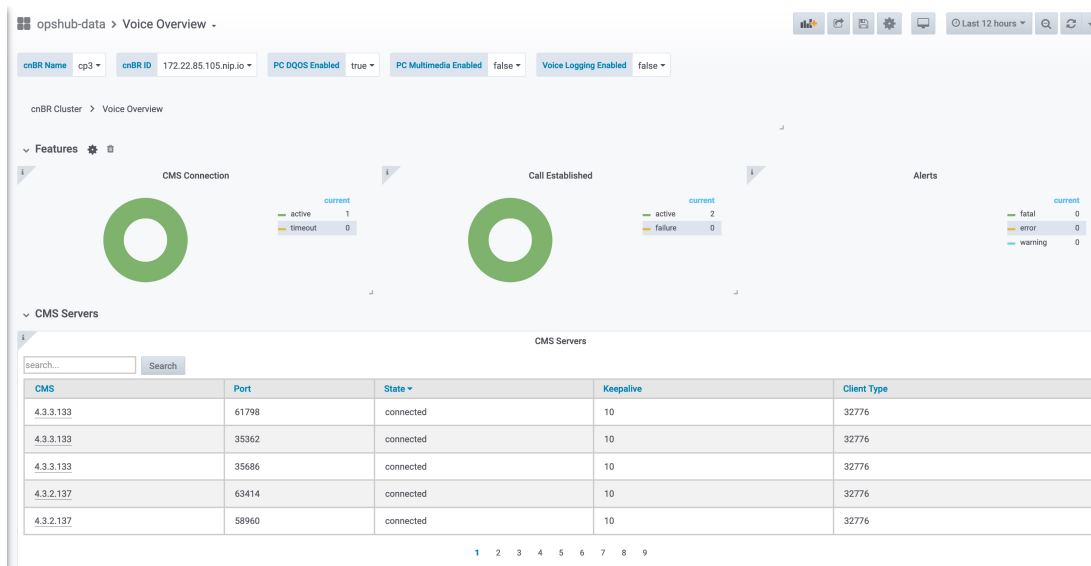 opshub-data > Voice Overview
Last 12 hours
cnBR Name cp3 cnBR ID 172.22.85.105.nip.io PC DQOS Enabled true PC Multimedia Enabled false Voice Logging Enabled false
cnBR Cluster > Voice Overview
Features
i CMS Connection i Call Established i Alerts
current current current
active 1 active 2 fatal 0
timeout 0 failure 0 error 0
warning 0
CMS Servers
i CMS Servers
search... Search
CMS Port State Keepalive Client Type
4.3.3.133 61798 connected 10 32776
4.3.3.133 35362 connected 10 32776
4.3.3.133 35686 connected 10 32776
4.3.2.137 63414 connected 10 32776
4.3.2.137 58960 connected 10 32776
1 2 3 4 5 6 7 8 9